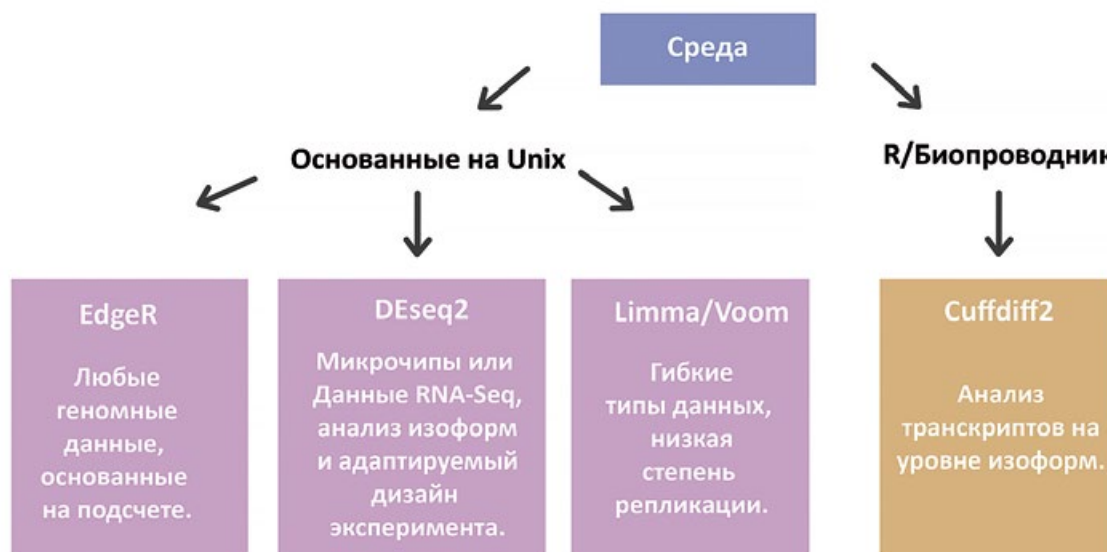 Среда
Основанные на Unix
R/Биопроводник
EdgeR
Любые
геномные
данные,
основанные
на подсчете.
DEseq2
Микрочипы или
Данные RNA-Seq,
анализ изоформ
и адаптируемый
дизайн
эксперимента.
Limma/Voom
Гибкие
типы данных,
низкая
степень
репликации.
Cuffdiff2
Анализ
транскриптов на
уровне изоформ.